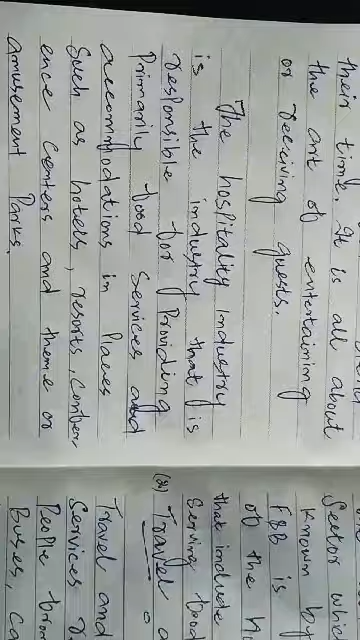 their time. It is all about
the art of entertaining
or receiving guests.
The hospitality industry
is the industry that is
responsible for Providing
Primarily food services and
accommodations in Places
Such as hotels, resorts, confer-
ence centers and theme or
amusement Parks.
Sector which
known by
F&B is
of the
that include
Serving food
(3) Travel
Travel and
Services
People from
Buses, ca